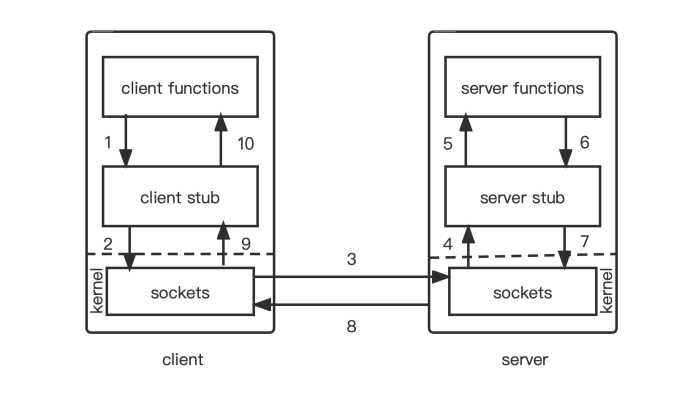 client functions
server functions
1
10
5
6
client stub
server stub
2
9
4
7
3
kernel
sockets
sockets
kernel
8
client
server